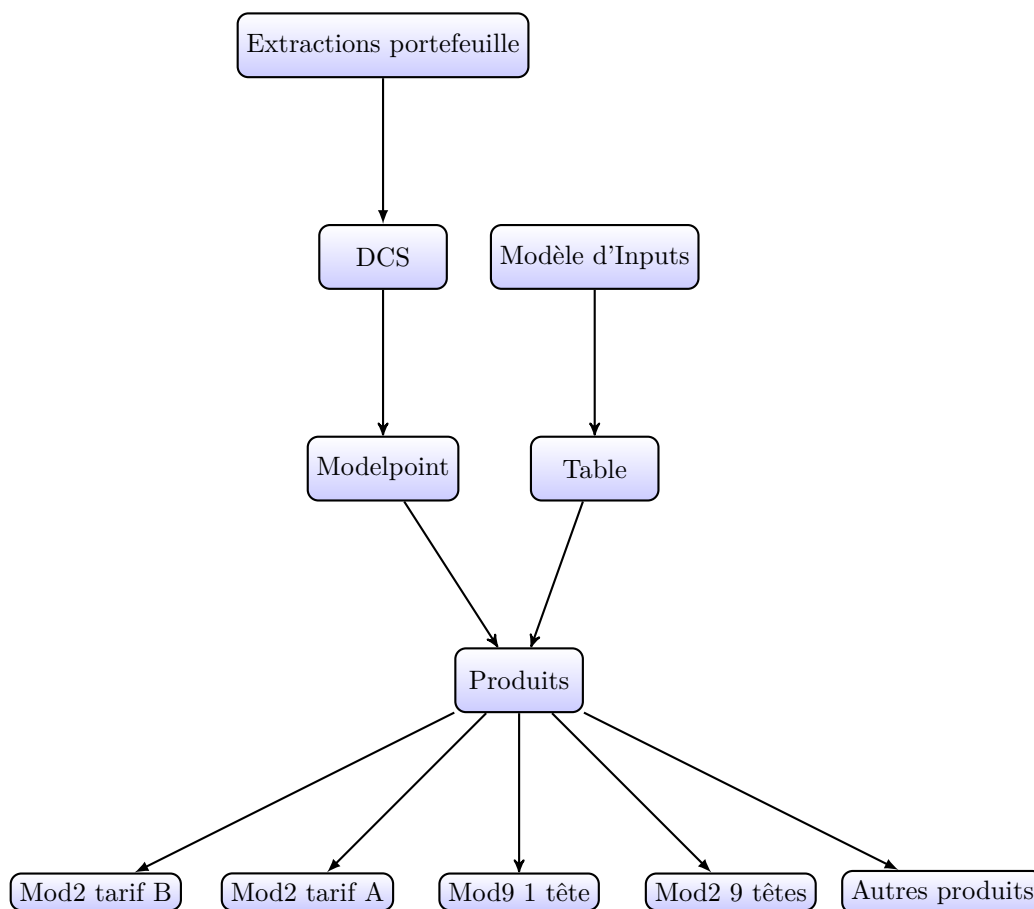 Extractions portefeuille
DCS
Modèle d'Inputs
Modelpoint
Table
Produits
Mod2 tarif B
Mod2 tarif A
Mod9 1 tête
Mod2 9 têtes
Autres produits